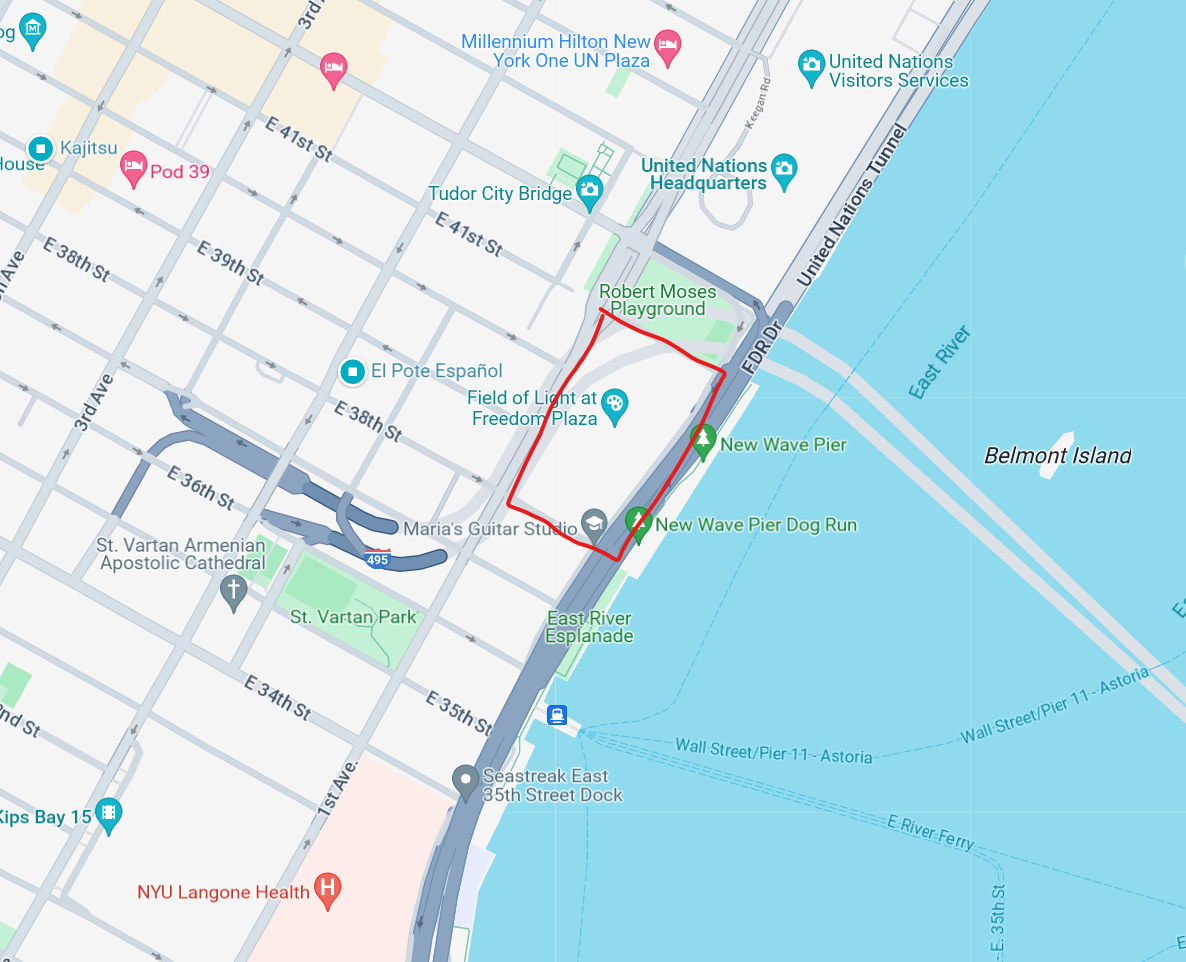 3rd
Millennium Hilton New
York One UN Plaza
United Nations
Visitors Services
Keegan Rd
E 41st St
Kajitsu
House
Pod 39
United Nations
Headquarters
United Nations Tunnel
Tudor City Bridge
E 41st St
E 38th St
E 39th St
Ave
Robert Moses
Playground
FDR Dr
East River
El Pote Español
3rd Ave
Field of Light at
Freedom Plaza
E 38th St
New Wave Pier
Belmont Island
E 36th St
Maria's Guitar Studio
New Wave Pier Dog Run
St. Vartan Armenian
Apostolic Cathedral
495
St. Vartan Park
East River
Esplanade
E 34th St
E 35th St
nd St
Wall Street/Pier 11 - Astoria
Wall Street/Pier 11 - Astoria
Seastreak East
35th Street Dock
1st Ave.
Kips Bay 15
E River Ferry
NYU Langone Health
H
E. 35th St